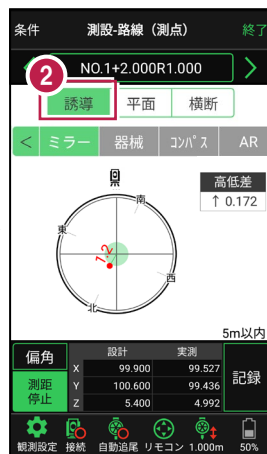 条件 測設-路線（測点） 終了
< NO.1+2.000R1.000 >
2
誘導 平面 横断
< ミラー 器械 ｺﾝﾊﾟｽ AR
高低差
↑ 0.172
南
東
1.2
西
北
5m以内
偏角 設計 実測
X 99.900 99.527
測距停止 Y 100.600 99.436 記録
Z 5.400 4.992
観測設定 接続 自動追尾 リモコン 1.000m 50%